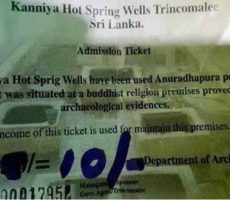 Kanniya Hot Spring Wells Trincomalee
Sri Lanka.
Admission Ticket
ya Hot Sprig Wells have been used Anuradhapura po
t was situated at a buddhist religion premises proved
archaeological evidences.
ncome of this ticket is used for maintain this premises.
/= 10/- Department of Arc
00017952
Govt. Agent/Trincomalee